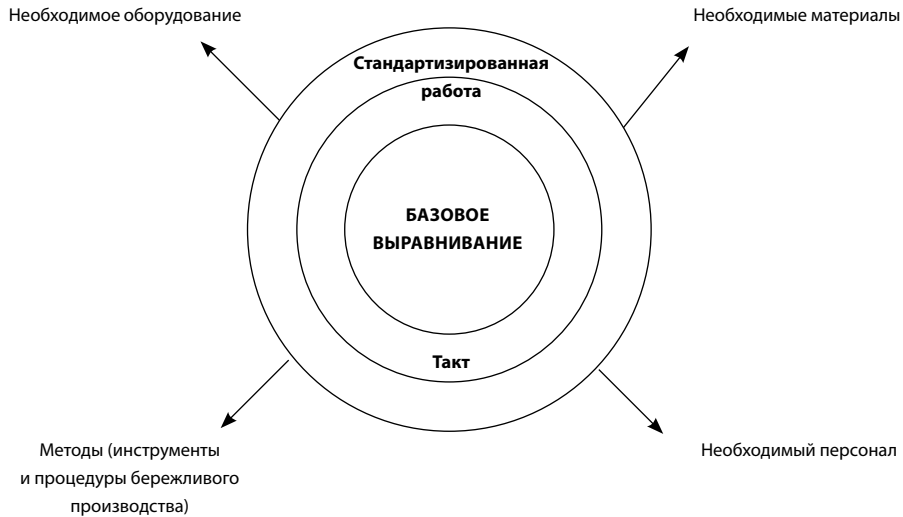 Необходимое оборудование
Необходимые материалы
Стандартизированная
работа
БАЗОВОЕ
ВЫРАВНИВАНИЕ
Такт
Методы (инструменты
и процедуры бережливого
производства)
Необходимый персонал